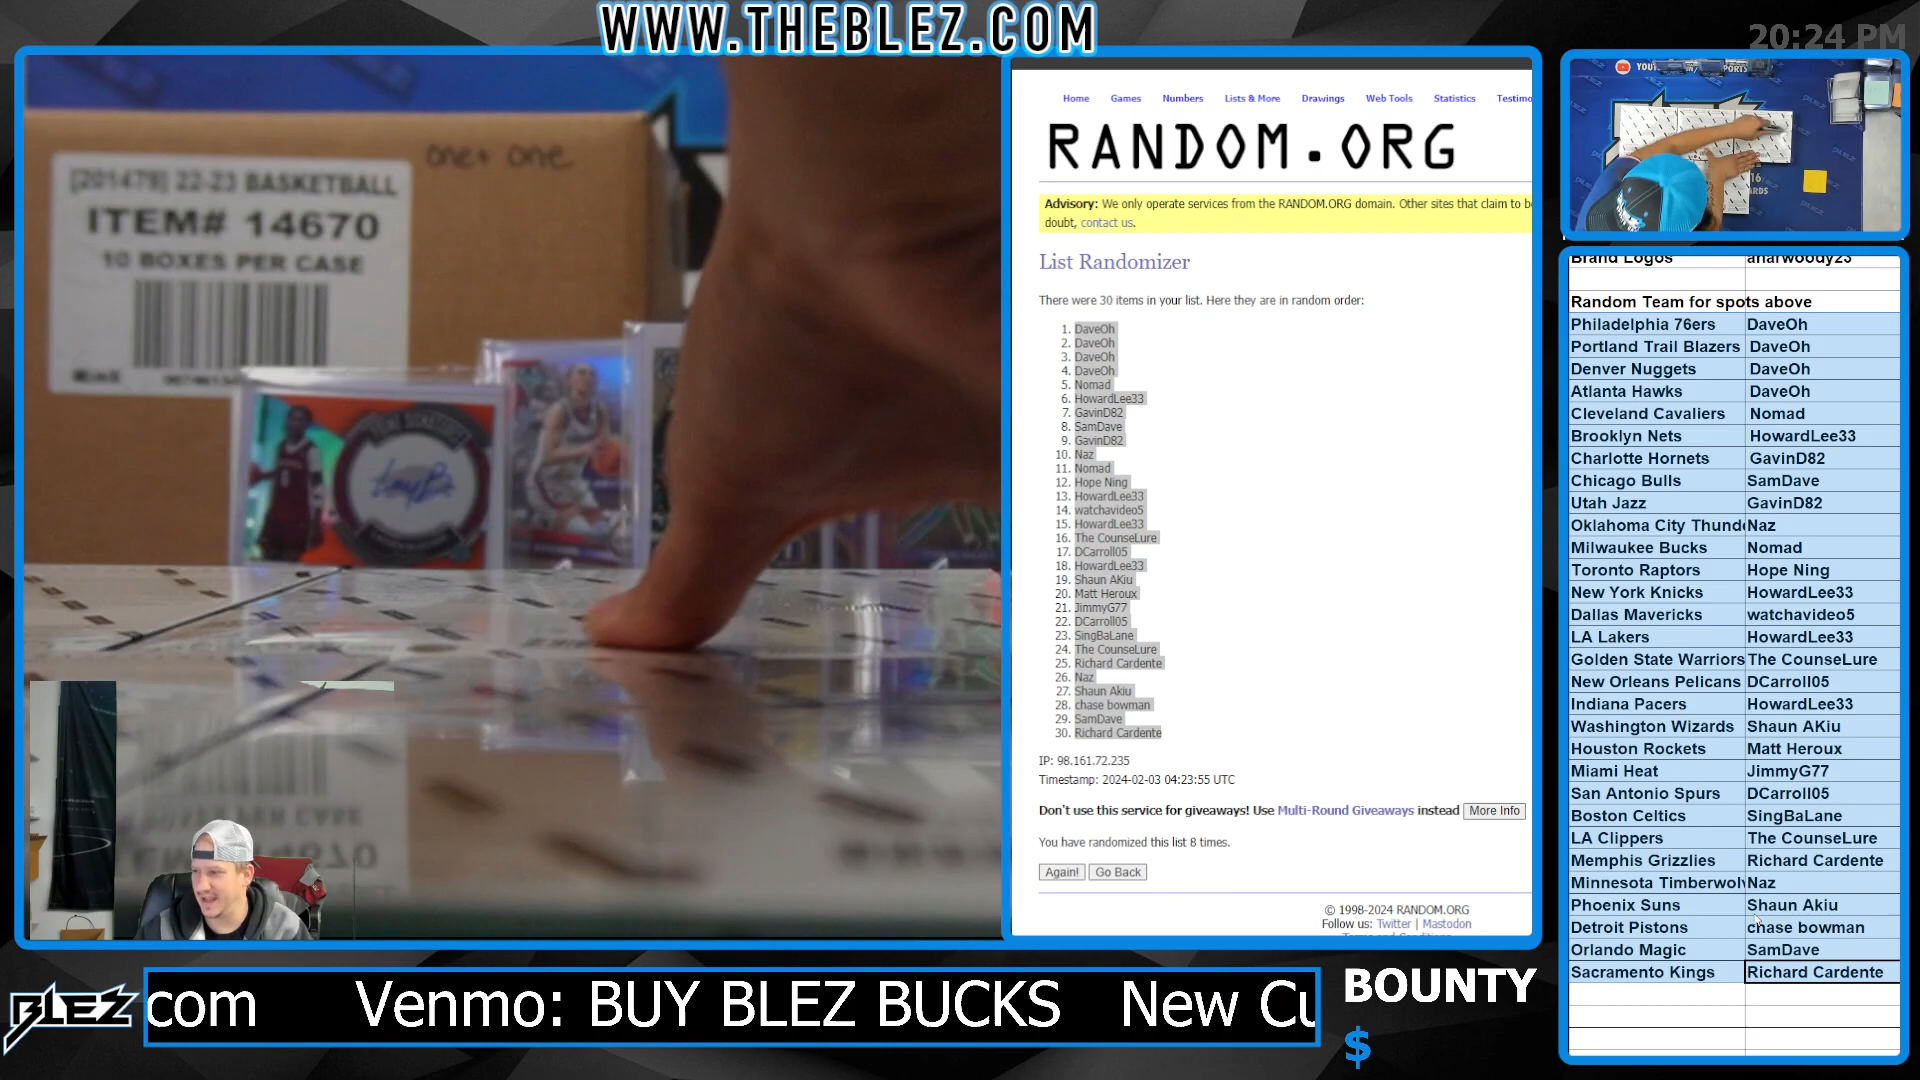 WWW.THEBLEZ.COM
20:24 PM
one+ one
[201479] 22-23 BASKETBALL
ITEM# 14670
10 BOXES PER CASE
Home Games Numbers Lists & More Drawings Web Tools Statistics Testimo
RANDOM.ORG
Advisory: We only operate services from the RANDOM.ORG domain. Other sites that claim to b
doubt, contact us.
List Randomizer
There were 30 items in your list. Here they are in random order:
1. DaveOh
2. DaveOh
3. DaveOh
4. DaveOh
5. Nomad
6. HowardLee33
7. GavinD82
8. SamDave
9. GavinD82
10. Naz
11. Nomad
12. Hope Ning
13. HowardLee33
14. watchavideo5
15. HowardLee33
16. The CounseLure
17. DCarroll05
18. HowardLee33
19. Shaun AKiu
20. Matt Heroux
21. JimmyG77
22. DCarroll05
23. SingBaLane
24. The CounseLure
25. Richard Cardente
26. Naz
27. Shaun Akiu
28. chase bowman
29. SamDave
30. Richard Cardente
IP: 98.161.72.235
Timestamp: 2024-02-03 04:23:55 UTC
Don't use this service for giveaways! Use Multi-Round Giveaways instead More Info
You have randomized this list 8 times.
Again! Go Back
© 1998-2024 RANDOM.ORG
Follow us: Twitter | Mastodon
Brand Logos anarwoody23
Random Team for spots above
Philadelphia 76ers DaveOh
Portland Trail Blazers DaveOh
Denver Nuggets DaveOh
Atlanta Hawks DaveOh
Cleveland Cavaliers Nomad
Brooklyn Nets HowardLee33
Charlotte Hornets GavinD82
Chicago Bulls SamDave
Utah Jazz GavinD82
Oklahoma City Thund Naz
Milwaukee Bucks Nomad
Toronto Raptors Hope Ning
New York Knicks HowardLee33
Dallas Mavericks watchavideo5
LA Lakers HowardLee33
Golden State Warriors The CounseLure
New Orleans Pelicans DCarroll05
Indiana Pacers HowardLee33
Washington Wizards Shaun AKiu
Houston Rockets Matt Heroux
Miami Heat JimmyG77
San Antonio Spurs DCarroll05
Boston Celtics SingBaLane
LA Clippers The CounseLure
Memphis Grizzlies Richard Cardente
Minnesota Timberwolv Naz
Phoenix Suns Shaun Akiu
Detroit Pistons chase bowman
Orlando Magic SamDave
Sacramento Kings Richard Cardente
BLEZ
com Venmo: BUY BLEZ BUCKS New Cu
BOUNTY
$